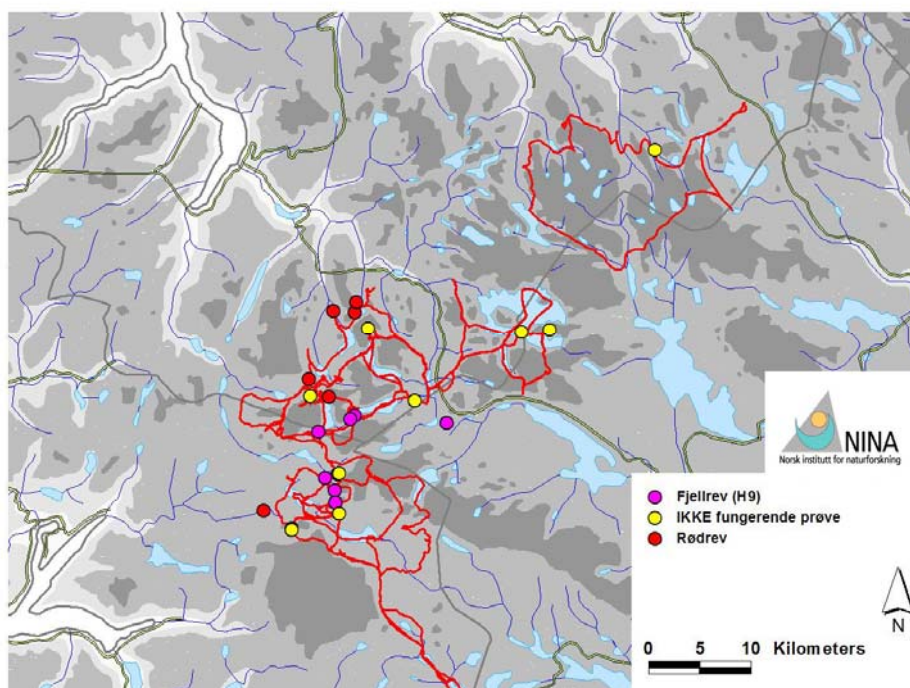 NINA
Norsk institutt for naturforskning
Fjellrev (H9)
IKKE fungerende prøve
Rødrev
N
0 5 10 Kilometers